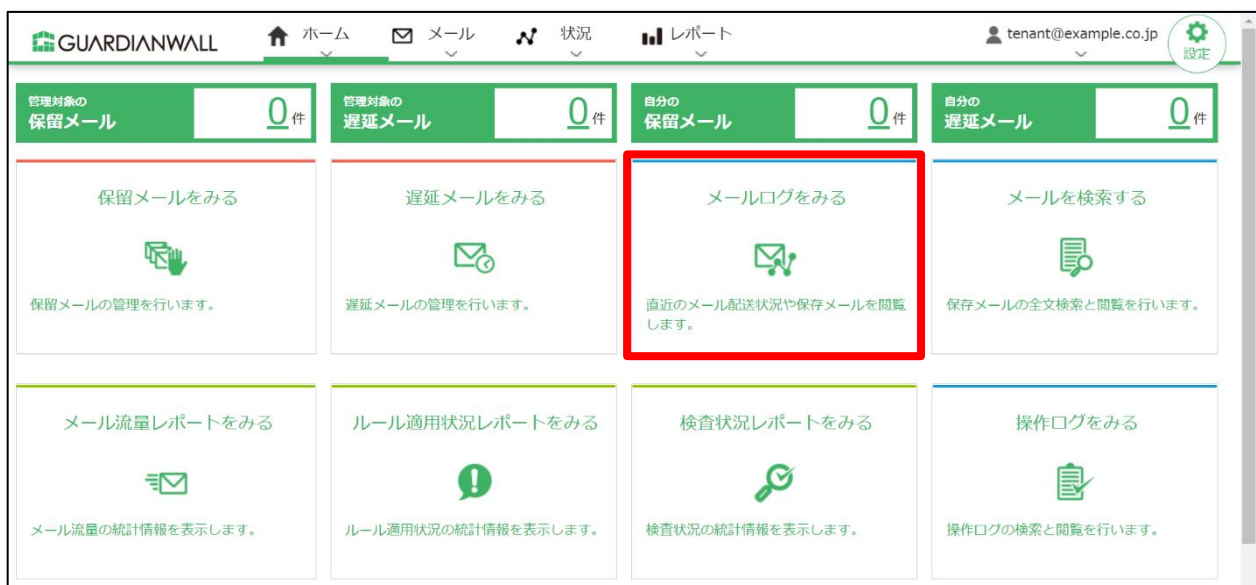 GUARDIANWALL
ホーム
メール
状況
レポート
tenant@example.co.jp
設定
管理対象の
保留メール
0件
管理対象の
遅延メール
0件
自分の
保留メール
0件
自分の
遅延メール
0件
保留メールをみる
保留メールの管理を行います。
遅延メールをみる
遅延メールの管理を行います。
メールログをみる
直近のメール配送状況や保存メールを閲覧
します。
メールを検索する
保存メールの全文検索と閲覧を行います。
メール流量レポートをみる
メール流量の統計情報を表示します。
ルール適用状況レポートをみる
ルール適用状況の統計情報を表示します。
検査状況レポートをみる
検査状況の統計情報を表示します。
操作ログをみる
操作ログの検索と閲覧を行います。